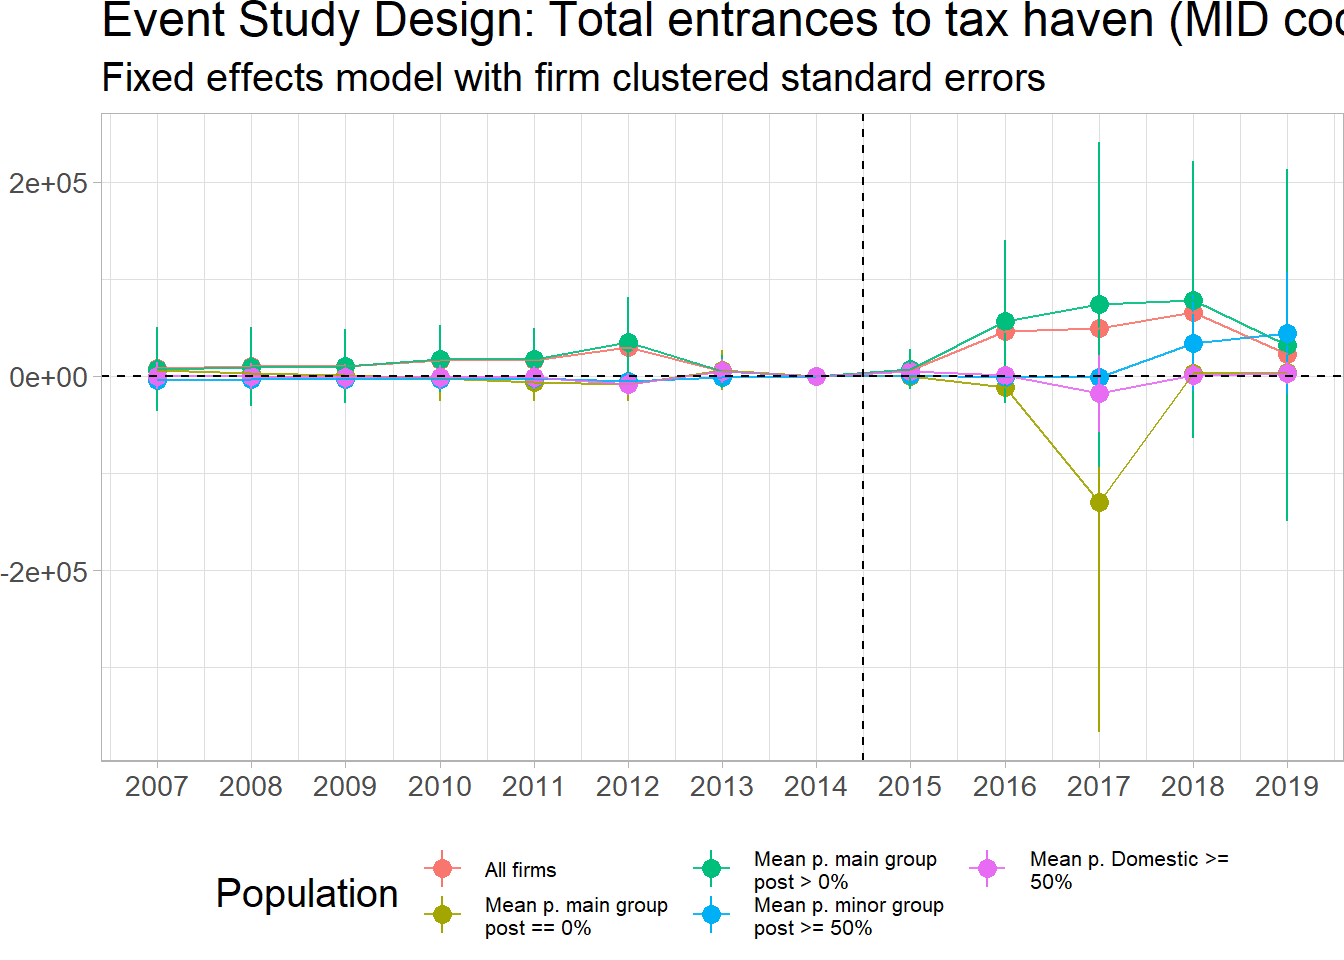 Event Study Design: Total entrances to tax haven (MID
Fixed effects model with firm clustered standard errors
2e+05
0e+00
-2e+05
2007 2008 2009 2010 2011 2012 2013 2014 2015 2016 2017 2018 2019
Population
All firms
Mean p. main group
post == 0%
Mean p. main group
post > 0%
Mean p. minor group
post >= 50%
Mean p. Domestic >=
50%